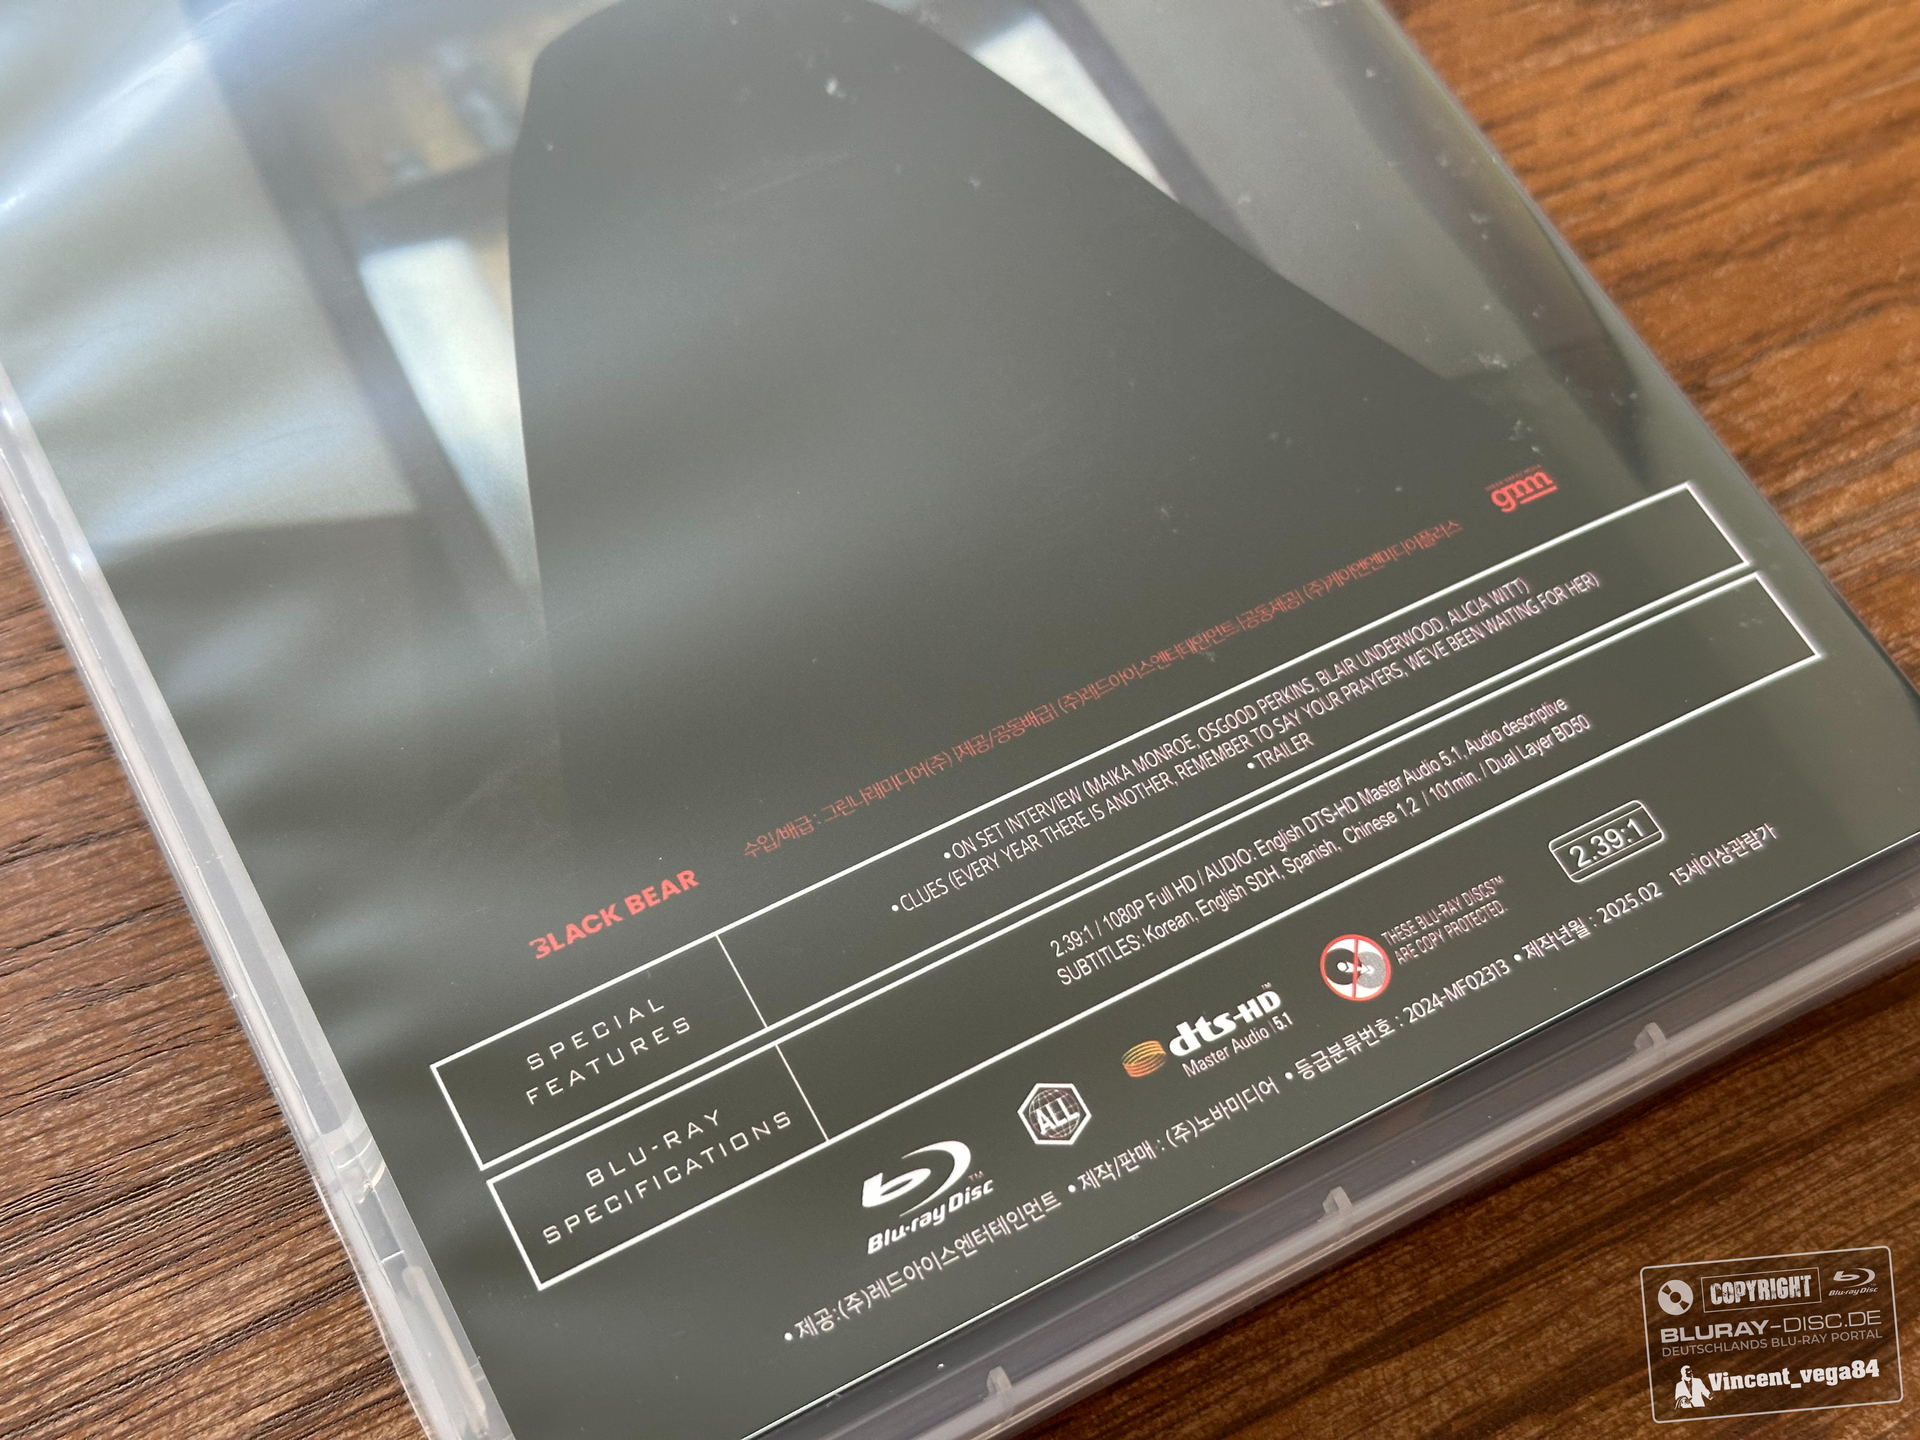 gnm
BLACK BEAR
수입/배급 : 그린나래미디어(주) |제공/공동배급| (주)레드아이스엔터테인먼트 |공동제공| (주)케이앤엔미디어플러스
SPECIAL
FEATURES
•ON SET INTERVIEW (MAIKA MONROE, OSGOOD PERKINS, BLAIR UNDERWOOD, ALICIA WITT)
•CLUES (EVERY YEAR THERE IS ANOTHER, REMEMBER TO SAY YOUR PRAYERS, WE'VE BEEN WAITING FOR HER)
•TRAILER
BLU-RAY
SPECIFICATIONS
2.39:1 / 1080P Full HD / AUDIO: English DTS-HD Master Audio 5.1, Audio descriptive
SUBTITLES: Korean, English SDH, Spanish, Chinese 1,2 / 101min. / Dual Layer BD50
Blu-ray Disc™
ALL
dts-HD™
Master Audio | 5.1
THESE BLU-RAY DISCS™
ARE COPY PROTECTED.
2.39:1
•제공:(주)레드아이스엔터테인먼트 •제작/판매 : (주)노바미디어 •등급분류번호 : 2024-MF02313 •제작년월 : 2025.02 15세이상관람가
COPYRIGHT
Blu-ray Disc
BLURAY-DISC.DE
DEUTSCHLANDS BLU-RAY PORTAL
Vincent_vega84